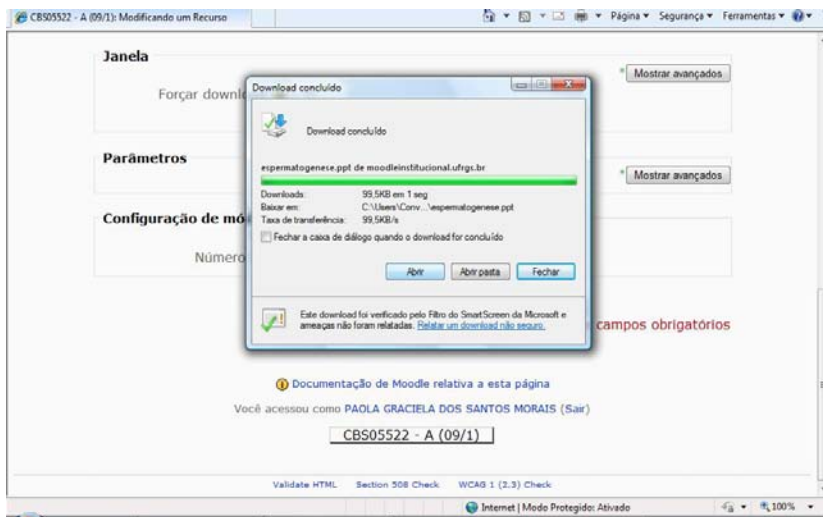 CBS05522 - A (09/1): Modificando um Recurso
Página Segurança Ferramentas
Janela
* Mostrar avançados
Forçar downl
Parâmetros
* Mostrar avançados
Configuração de mó
Número
Download concluído
Download concluído
espermatogenese.ppt de moodleinstitucional.ufrgs.br
Downloads: 99,5KB em 1 seg
Baixar em: C:\Users\Conv...\espermatogenese.ppt
Taxa de transferência: 99,5KB/s
Fechar a caixa de diálogo quando o download for concluído
Abrir Abrir pasta Fechar
Este download foi verificado pelo Filtro do SmartScreen da Microsoft e
ameaças não foram relatadas. Relatar um download não seguro.
campos obrigatórios
Documentação de Moodle relativa a esta página
Você acessou como PAOLA GRACIELA DOS SANTOS MORAIS (Sair)
CBS05522 - A (09/1)
Validate HTML Section 508 Check WCAG 1 (2,3) Check
Internet | Modo Protegido: Ativado 100%